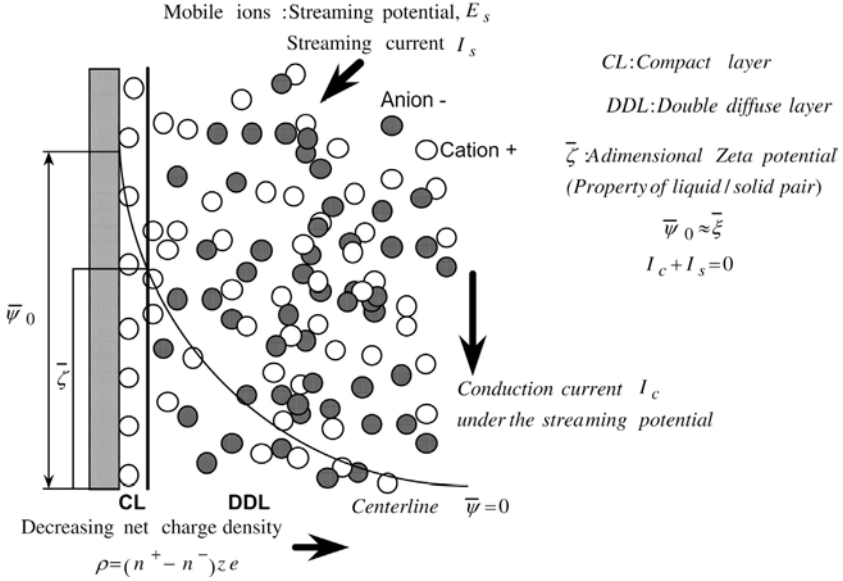 Mobile ions :Streaming potential, E_s
Streaming current I_s
CL:Compact layer
DDL:Double diffuse layer
Anion -
Cation +
ζ̅ :Adimensional Zeta potential
(Property of liquid / solid pair)
ψ̅_0≈ξ̅
I_c+I_s=0
ψ̅_0
ζ̅
Conduction current I_c
under the streaming potential
CL
DDL
Centerline ψ̅=0
Decreasing net charge density
ρ=(n^+−n^-)ze